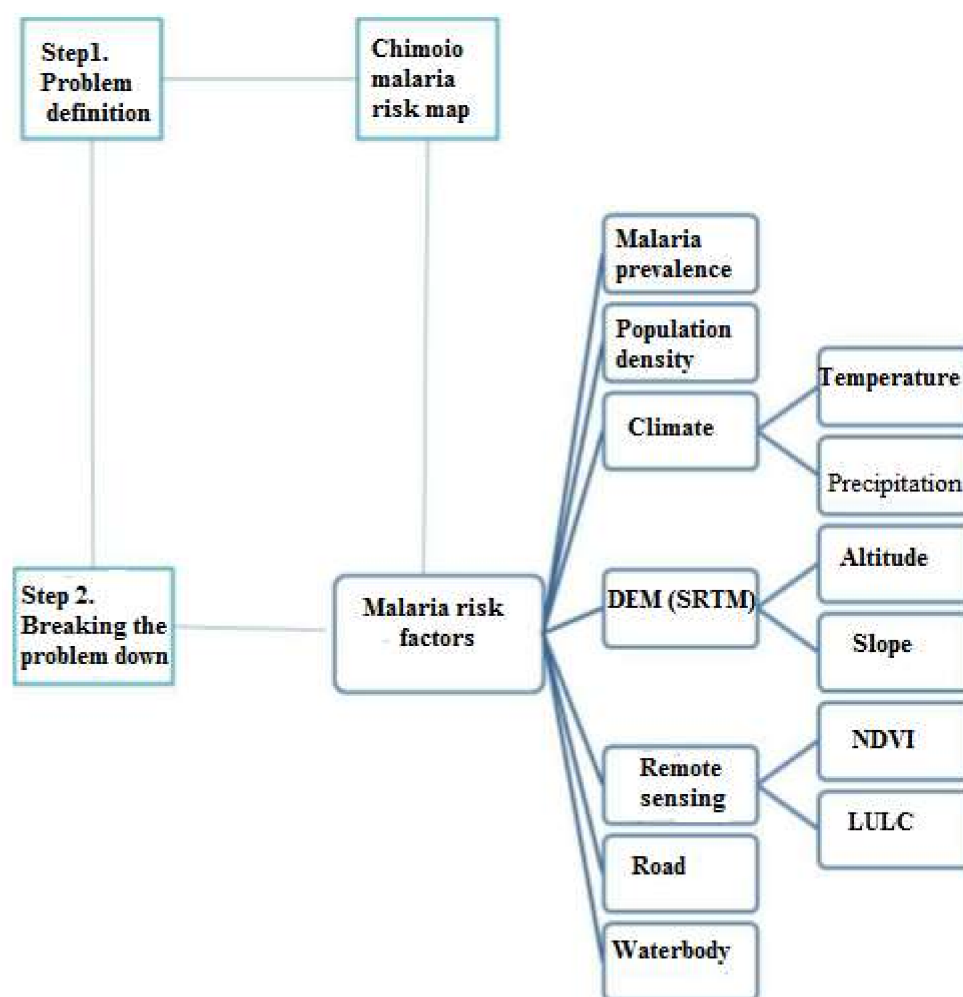 Step1.
Problem
definition
Chimoio
malaria
risk map
Malaria
prevalence
Population
density
Climate
Temperature
Precipitation
Step 2.
Breaking the
problem down
Malaria risk
factors
DEM (SRTM)
Altitude
Slope
Remote
sensing
NDVI
LULC
Road
Waterbody